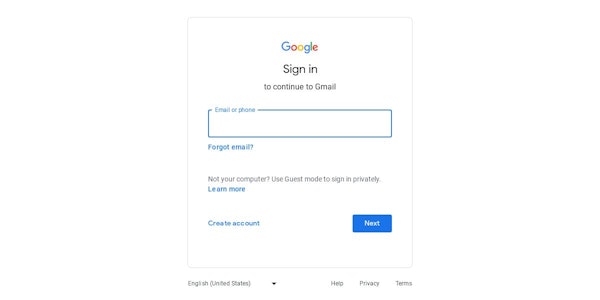 Google
Sign in
to continue to Gmail
Email or phone
Forgot email?
Not your computer? Use Guest mode to sign in privately.
Learn more
Create account
Next
English (United States)
Help
Privacy
Terms